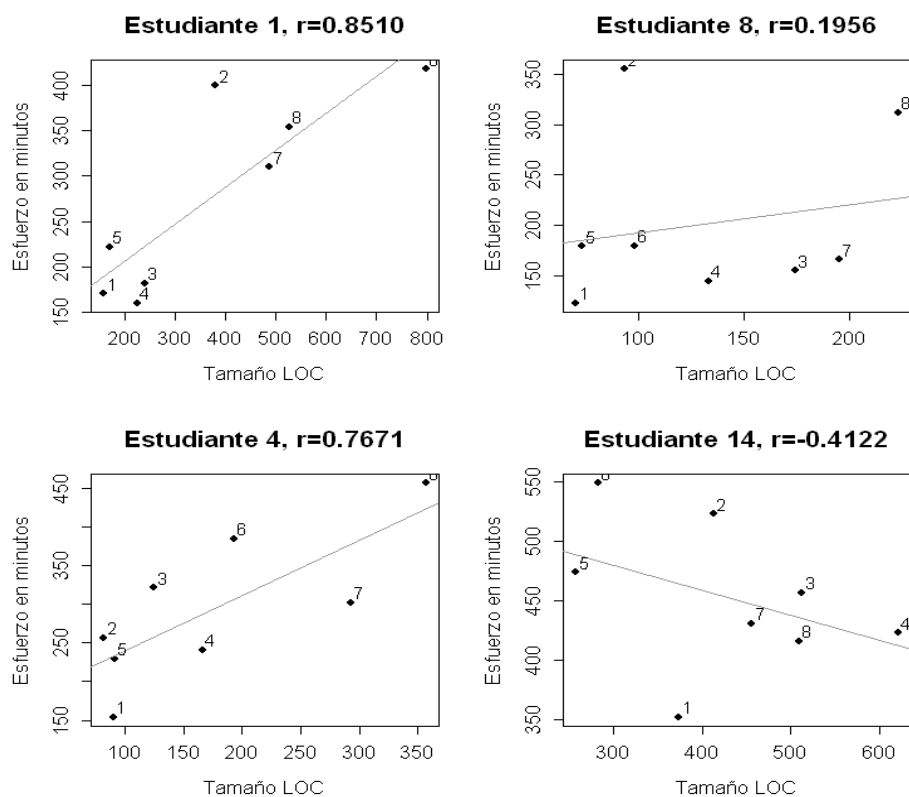 Estudiante 1, r=0.8510
Esfuerzo en minutos
150 200 250 300 350 400
1 2 3 4 5 7 8
200 300 400 500 600 700 800
Tamaño LOC
Estudiante 8, r=0.1956
Esfuerzo en minutos
150 200 250 300 350
1 2 3 4 5 6 7 8
100 150 200
Tamaño LOC
Estudiante 4, r=0.7671
Esfuerzo en minutos
150 250 350 450
1 2 3 4 5 6 7
100 150 200 250 300 350
Tamaño LOC
Estudiante 14, r=-0.4122
Esfuerzo en minutos
350 400 450 500 550
1 2 3 4 5 7 8
300 400 500 600
Tamaño LOC